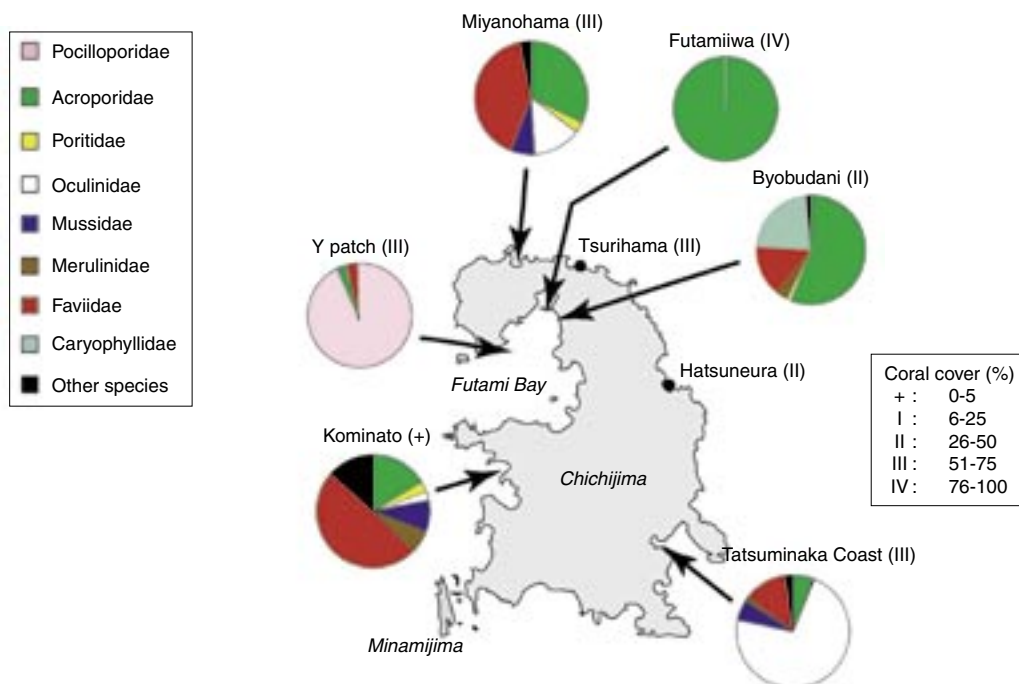 Pocilloporidae
Acroporidae
Poritidae
Oculinidae
Mussidae
Merulinidae
Faviidae
Caryophyllidae
Other species
Miyanohama (III)
Futamiiwa (IV)
Byobudani (II)
Y patch (III)
Tsurihama (III)
Futami Bay
Hatsuneura (II)
Kominato (+)
Chichijima
Tatsuminaka Coast (III)
Minamijima
Coral cover (%)
+ : 0-5
I : 6-25
II : 26-50
III : 51-75
IV : 76-100